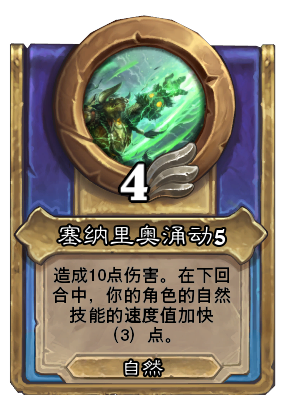 4
塞纳里奥涌动5
造成10点伤害。在下回
合中，你的角色的自然
技能的速度值加快
（3）点。
自然